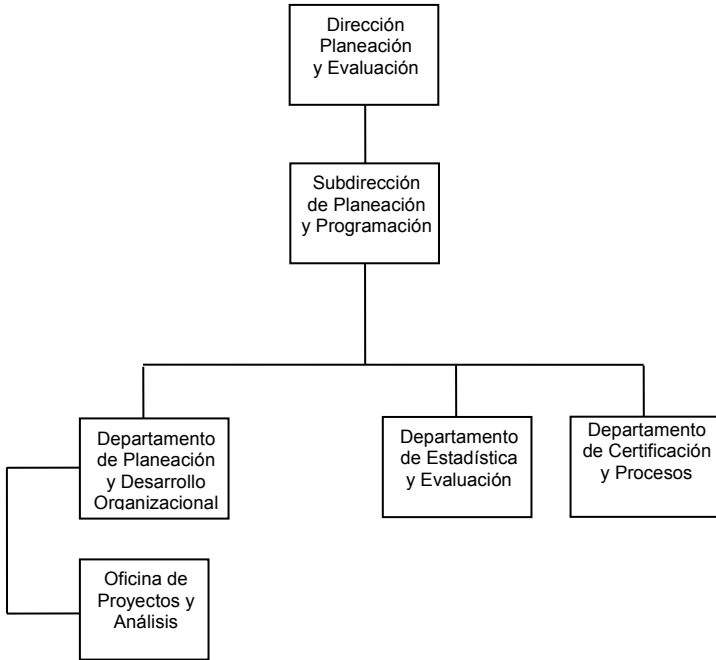 Dirección
Planeación
y Evaluación
Subdirección
de Planeación
y Programación
Departamento
de Planeación
y Desarrollo
Organizacional
Departamento
de Estadística
y Evaluación
Departamento
de Certificación
y Procesos
Oficina de
Proyectos y
Análisis